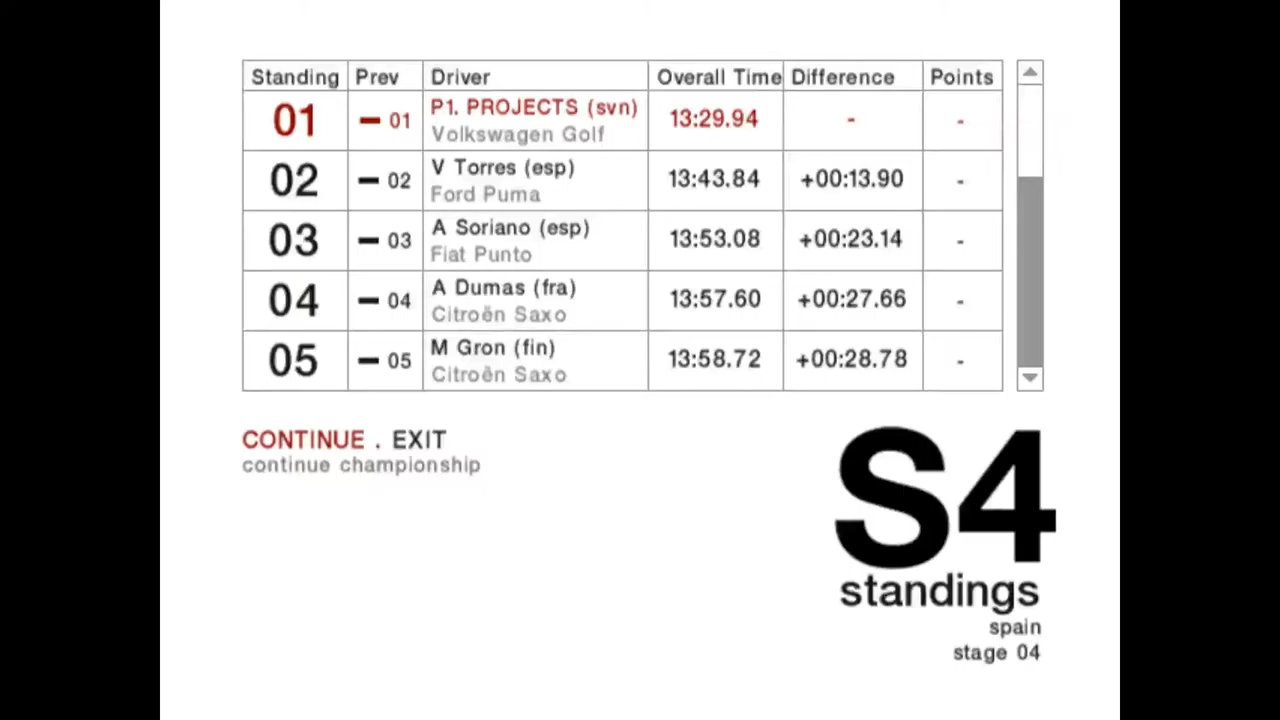 Standing Prev Driver Overall Time Difference Points
01 – 01 P1. PROJECTS (svn) 13:29.94 - -
Volkswagen Golf
02 – 02 V Torres (esp) 13:43.84 +00:13.90 -
Ford Puma
03 – 03 A Soriano (esp) 13:53.08 +00:23.14 -
Fiat Punto
04 – 04 A Dumas (fra) 13:57.60 +00:27.66 -
Citroën Saxo
05 – 05 M Gron (fin) 13:58.72 +00:28.78 -
Citroën Saxo
CONTINUE . EXIT
continue championship
S4
standings
spain
stage 04